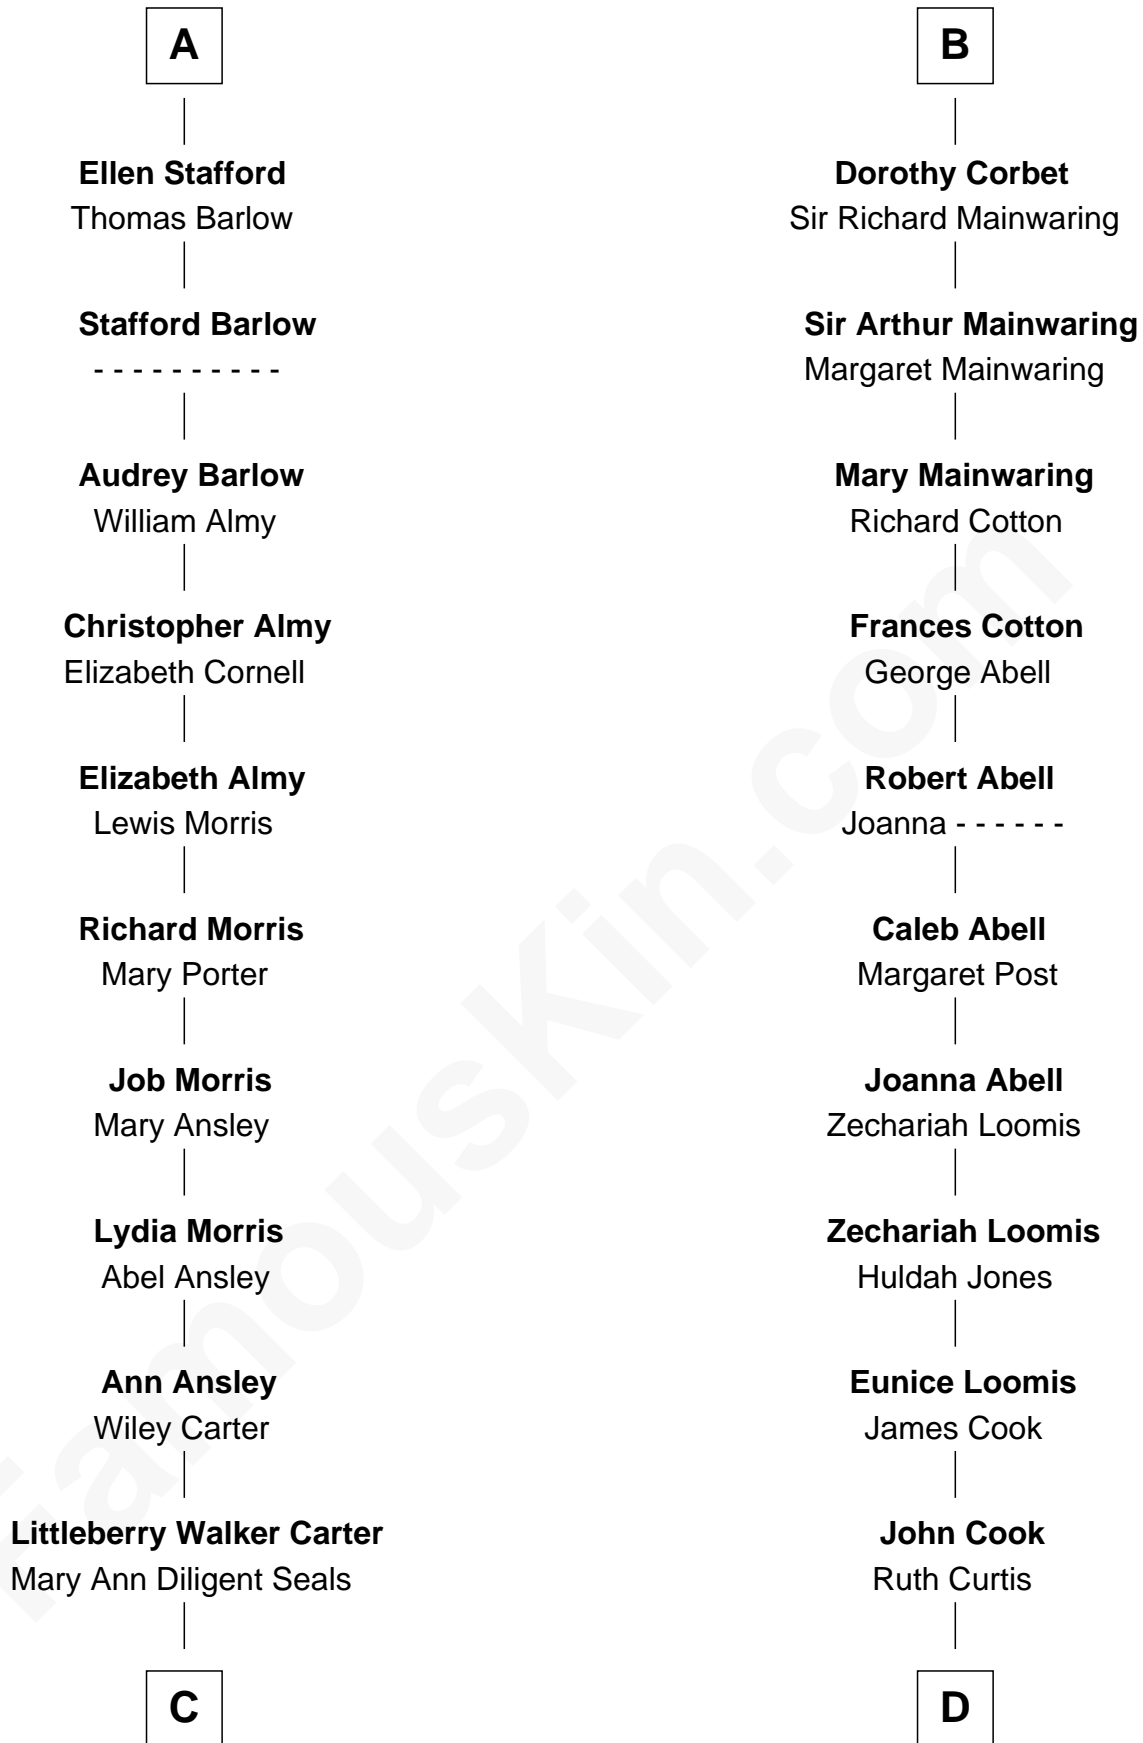 A
Ellen Stafford
Thomas Barlow
Stafford Barlow
- - - - - - - - - -
Audrey Barlow
William Almy
Christopher Almy
Elizabeth Cornell
Elizabeth Almy
Lewis Morris
Richard Morris
Mary Porter
Job Morris
Mary Ansley
Lydia Morris
Abel Ansley
Ann Ansley
Wiley Carter
Littleberry Walker Carter
Mary Ann Diligent Seals
C
B
Dorothy Corbet
Sir Richard Mainwaring
Sir Arthur Mainwaring
Margaret Mainwaring
Mary Mainwaring
Richard Cotton
Frances Cotton
George Abell
Robert Abell
Joanna - - - - - -
Caleb Abell
Margaret Post
Joanna Abell
Zechariah Loomis
Zechariah Loomis
Huldah Jones
Eunice Loomis
James Cook
John Cook
Ruth Curtis
D
FamousKin.com